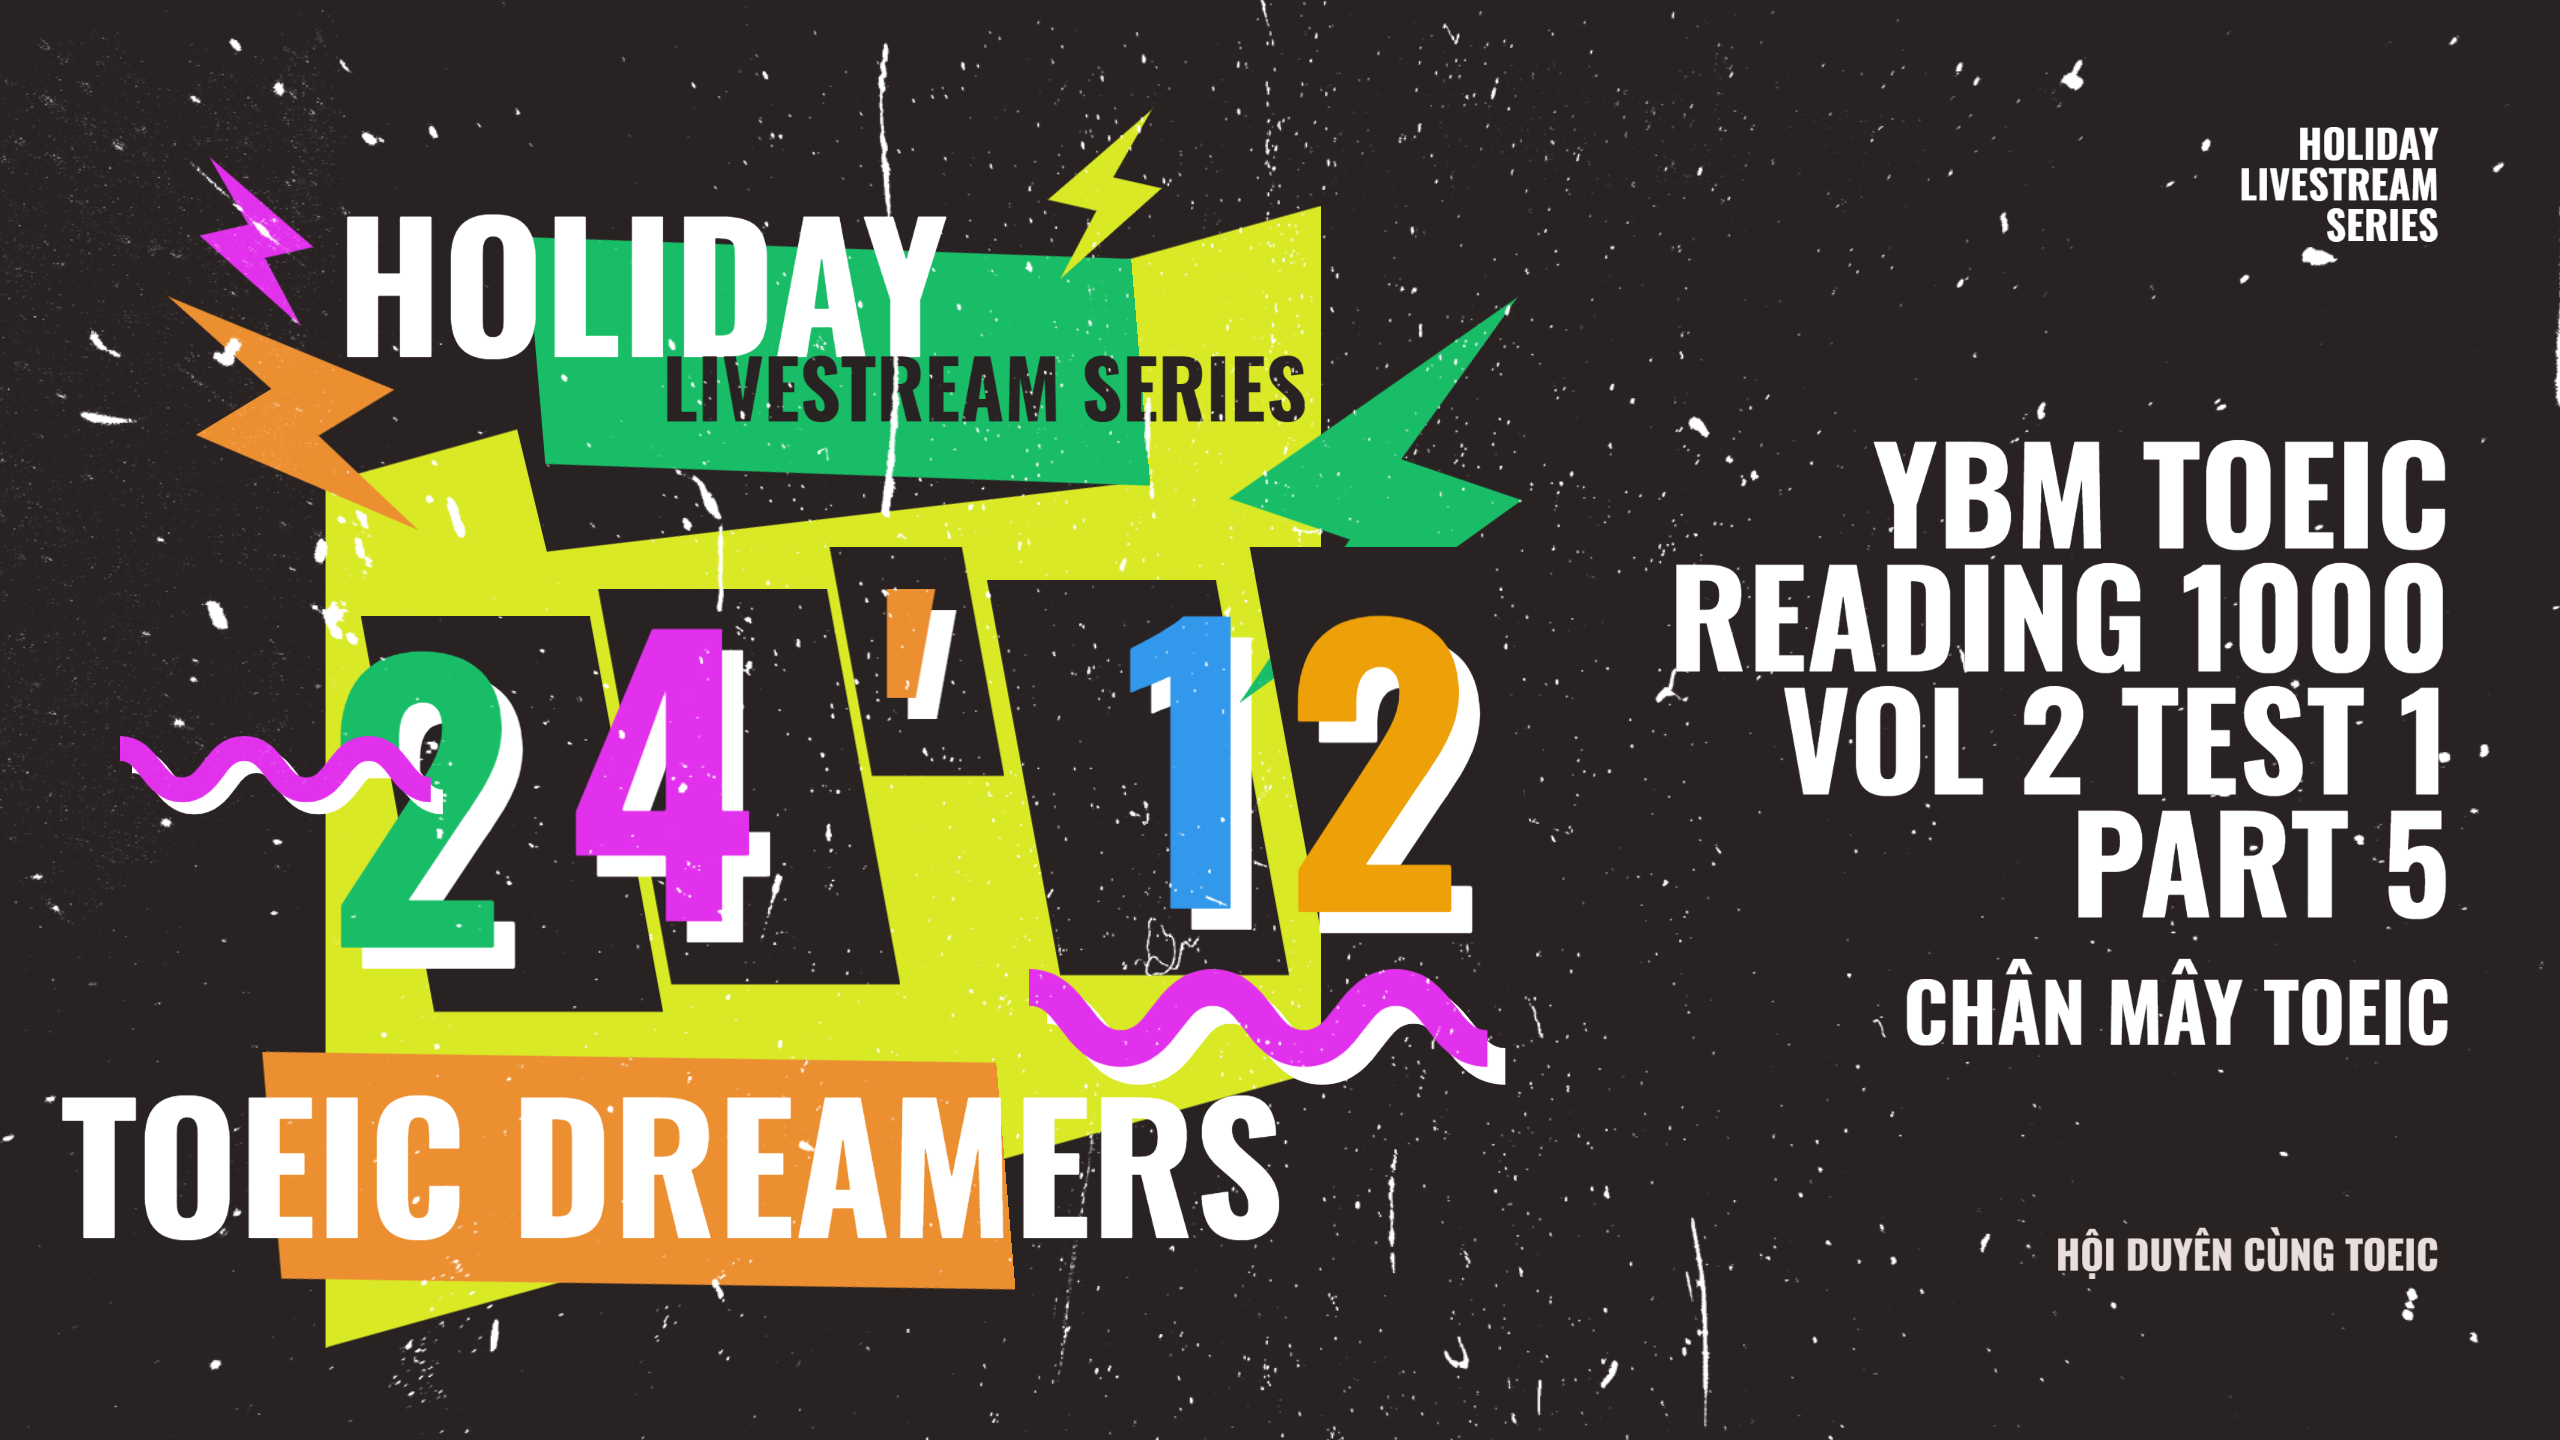 HOLIDAY
LIVESTREAM SERIES
24'12
TOEIC DREAMERS
HOLIDAY
LIVESTREAM
SERIES
YBM TOEIC
READING 1000
VOL 2 TEST 1
PART 5
CHÂN MÂY TOEIC
HỘI DUYÊN CÙNG TOEIC